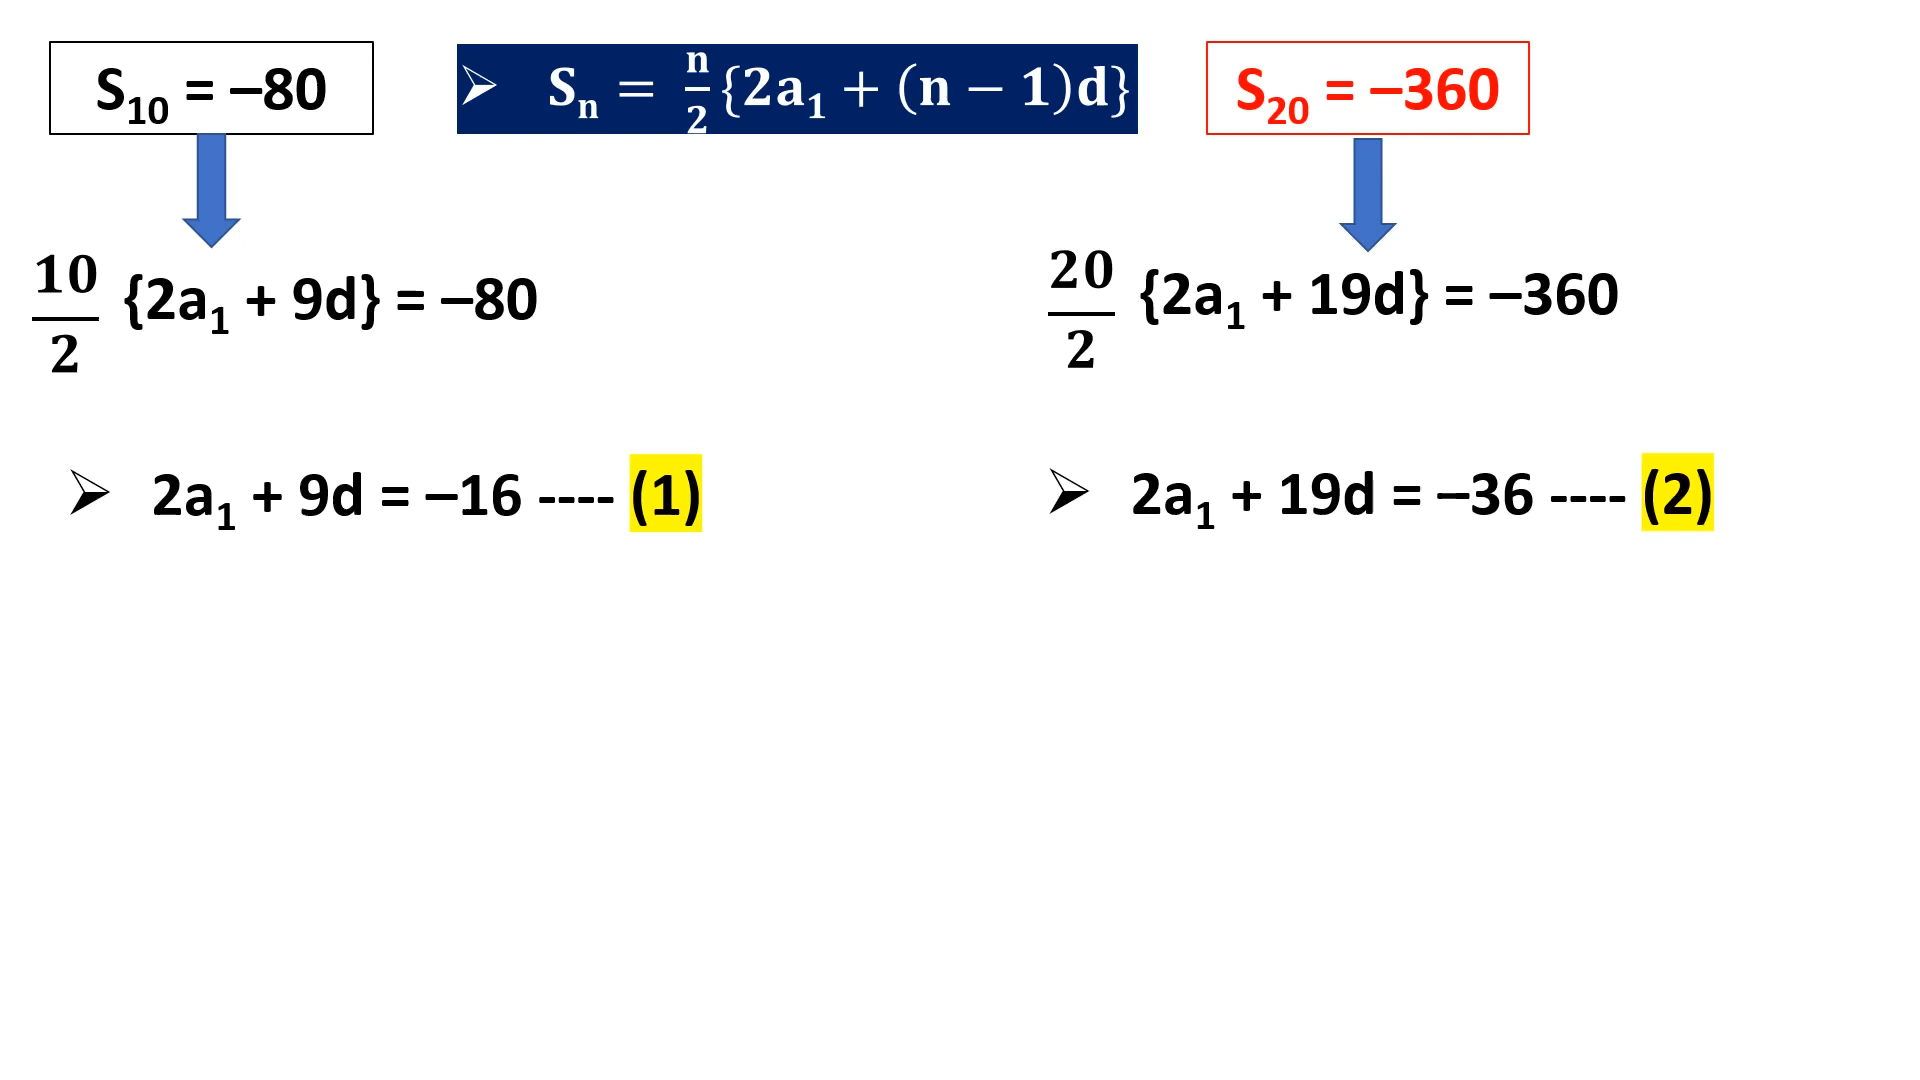 S₁₀ = –80
➢ Sₙ = n/2 {2a₁ + (n − 1)d}
S₂₀ = –360
10/2 {2a₁ + 9d} = –80
20/2 {2a₁ + 19d} = –360
➢ 2a₁ + 9d = –16 ---- (1)
➢ 2a₁ + 19d = –36 ---- (2)